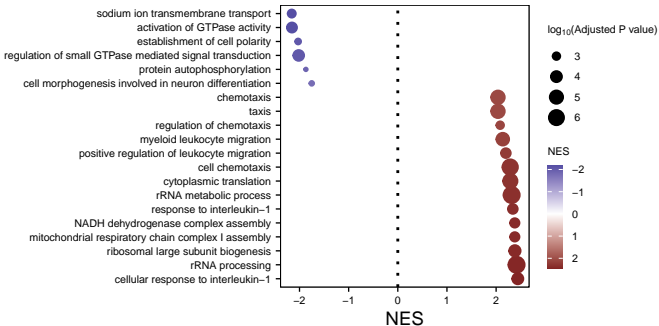 sodium ion transmembrane transport
activation of GTPase activity
establishment of cell polarity
regulation of small GTPase mediated signal transduction
protein autophosphorylation
cell morphogenesis involved in neuron differentiation
chemotaxis
taxis
regulation of chemotaxis
myeloid leukocyte migration
positive regulation of leukocyte migration
cell chemotaxis
cytoplasmic translation
rRNA metabolic process
response to interleukin−1
NADH dehydrogenase complex assembly
mitochondrial respiratory chain complex I assembly
ribosomal large subunit biogenesis
rRNA processing
cellular response to interleukin−1
−2 −1 0 1 2
NES
log10(Adjusted P value)
3
4
5
6
NES
−2
−1
0
1
2